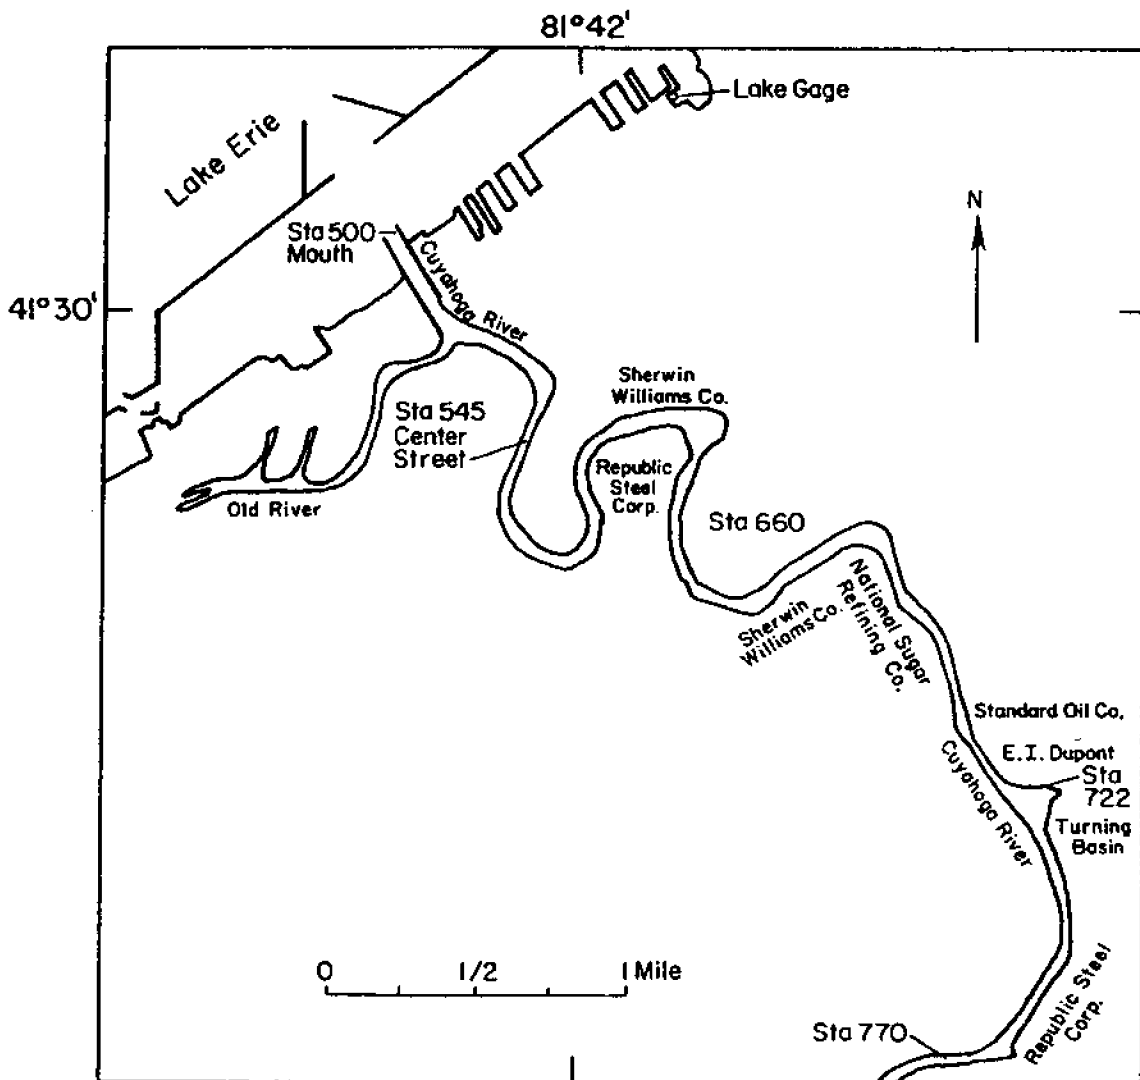 81°42'
Lake Gage
Lake Erie
N
Sta 500
Mouth
Cuyahoga River
41°30'
Sherwin
Williams Co.
Sta 545
Center
Street
Republic
Steel
Corp.
Old River
Sta 660
National Sugar
Refining Co.
Sherwin
Williams Co.
Standard Oil Co.
E.I. Dupont
Sta
722
Cuyahoga River
Turning
Basin
0 1/2 1 Mile
Republic Steel
Corp.
Sta 770